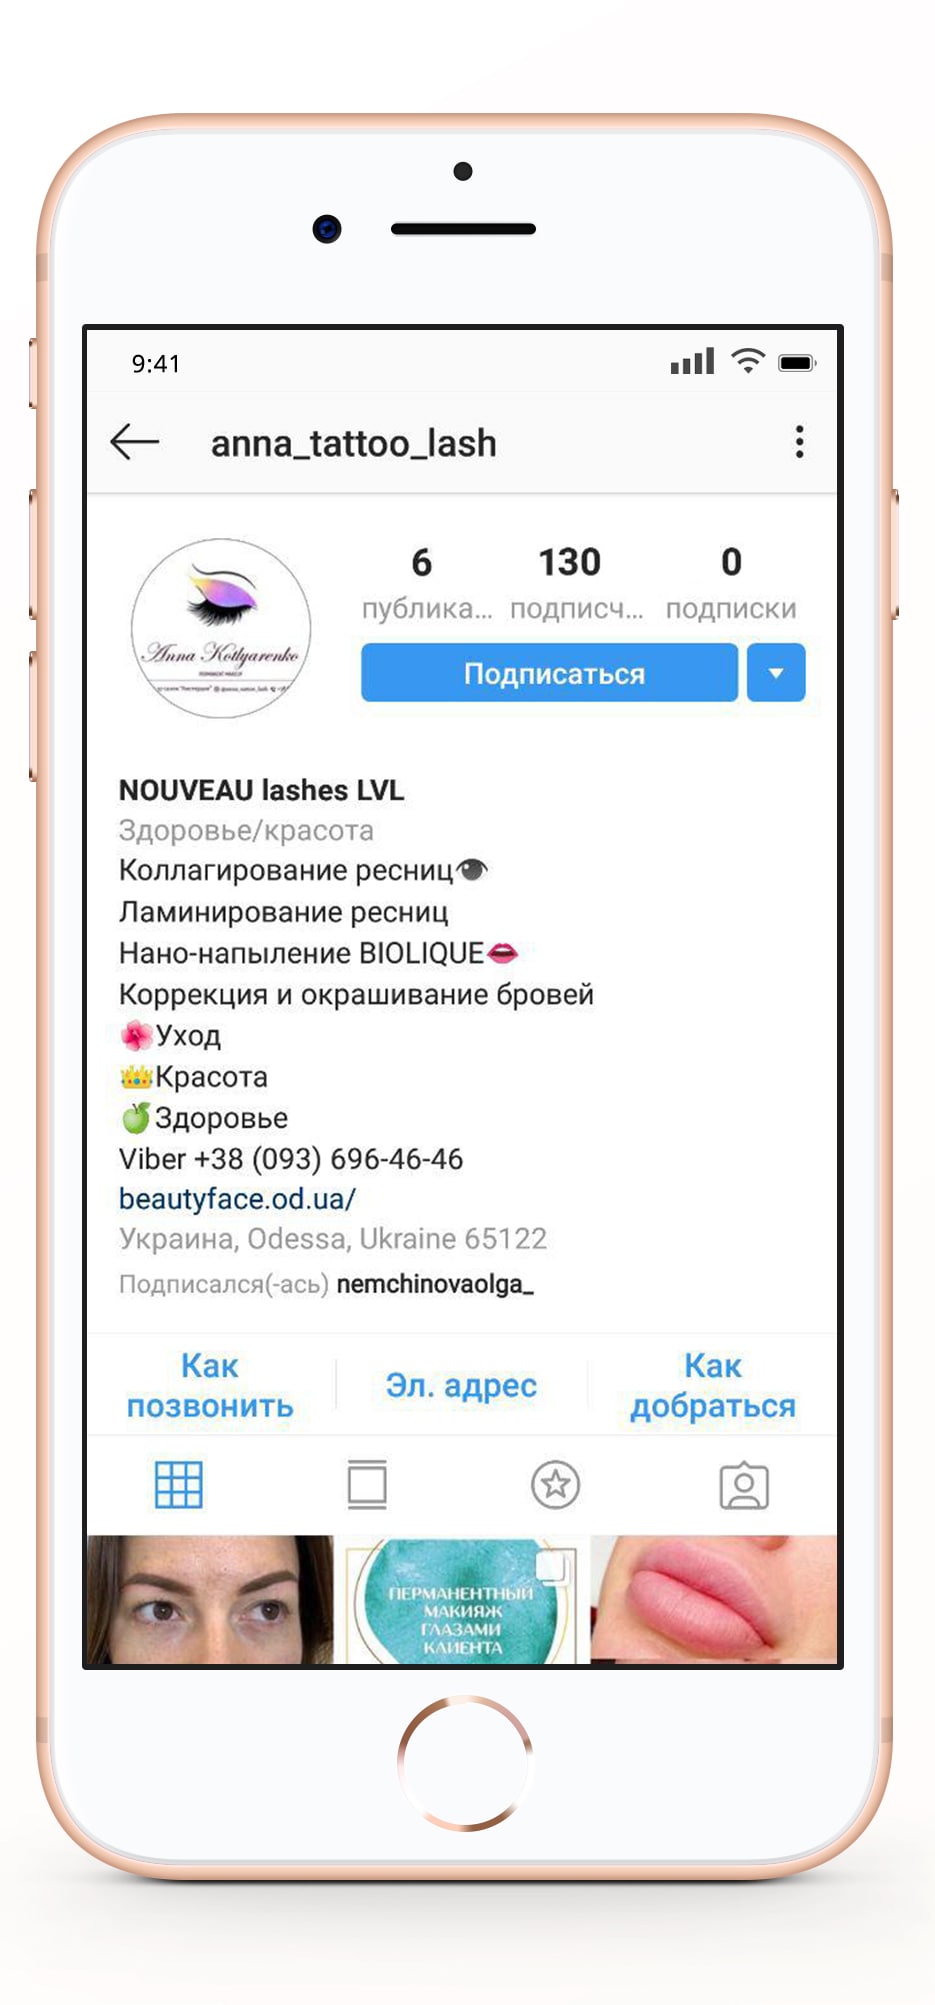 9:41
anna_tattoo_lash
6 130 0
публика... подписч... подписки
Подписаться
Anna Kotlyarenko
PERMANENT MAKEUP
NOUVEAU lashes LVL
Здоровье/красота
Коллагирование ресниц👁
Ламинирование ресниц
Нано-напыление BIOLIQUE👄
Коррекция и окрашивание бровей
🌺Уход
👑Красота
🍏Здоровье
Viber +38 (093) 696-46-46
beautyface.od.ua/
Украина, Odessa, Ukraine 65122
Подписался(-ась) nemchinovaolga_
Как позвонить
Эл. адрес
Как добраться
ПЕРМАНЕНТНЫЙ
МАКИЯЖ
ГЛАЗАМИ
КЛИЕНТА